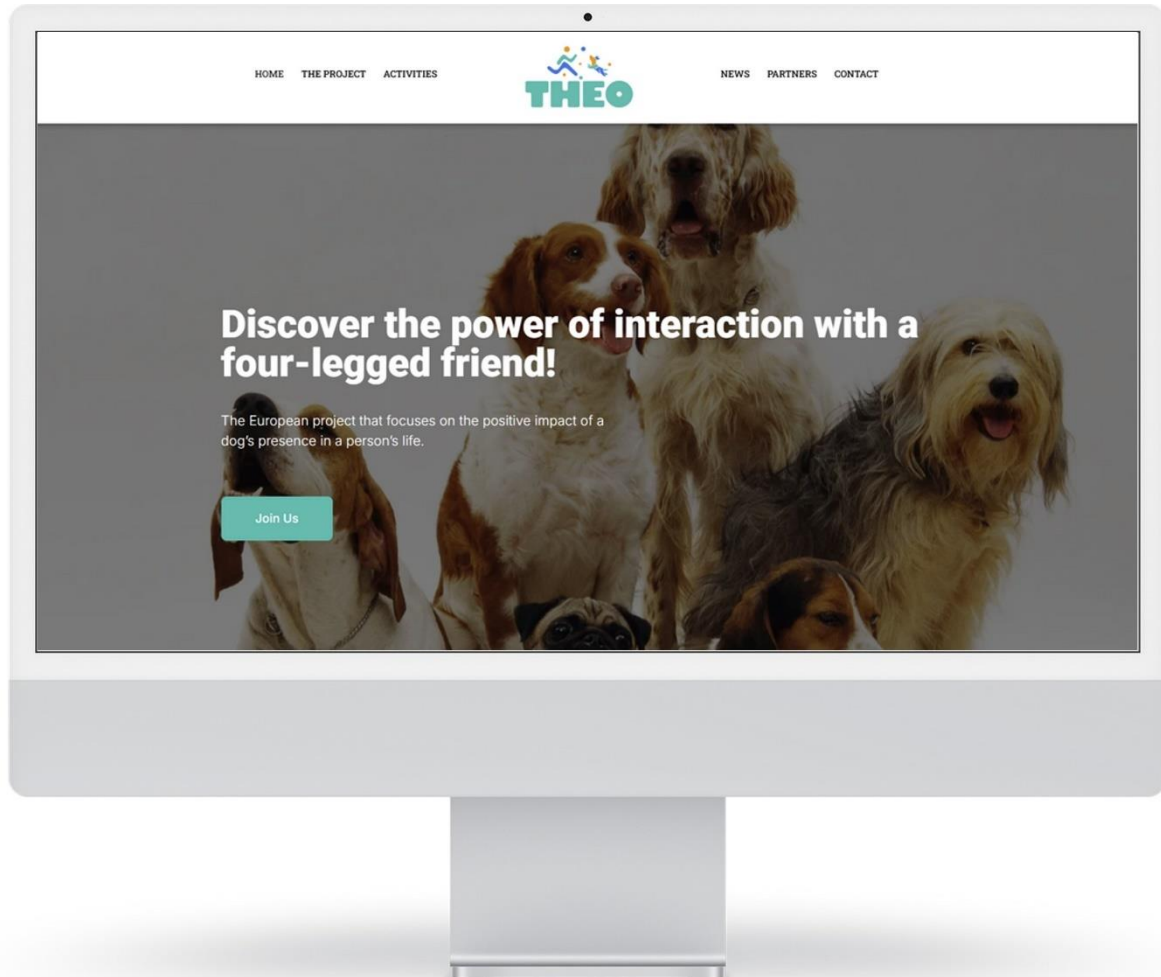 HOME THE PROJECT ACTIVITIES
THEO
NEWS PARTNERS CONTACT
Discover the power of interaction with a
four-legged friend!
The European project that focuses on the positive impact of a
dog's presence in a person's life.
Join Us